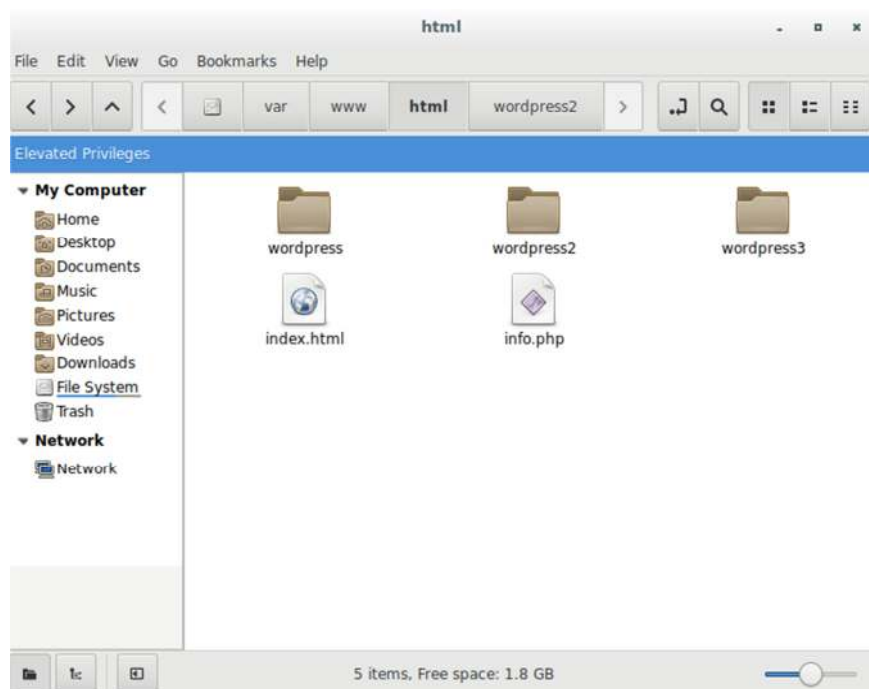 html
File Edit View Go Bookmarks Help
var www html wordpress2
Elevated Privileges
My Computer
Home
Desktop
Documents
Music
Pictures
Videos
Downloads
File System
Trash
Network
Network
wordpress wordpress2 wordpress3
index.html info.php
5 items, Free space: 1.8 GB